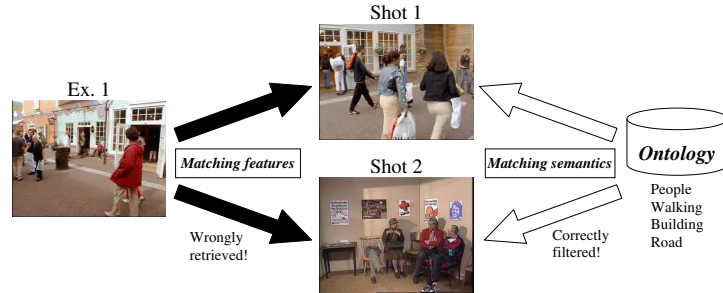 Shot 1
Ex. 1
Matching features
Shot 2
Matching semantics
Ontology
People
Walking
Building
Road
Wrongly
retrieved!
Correctly
filtered!